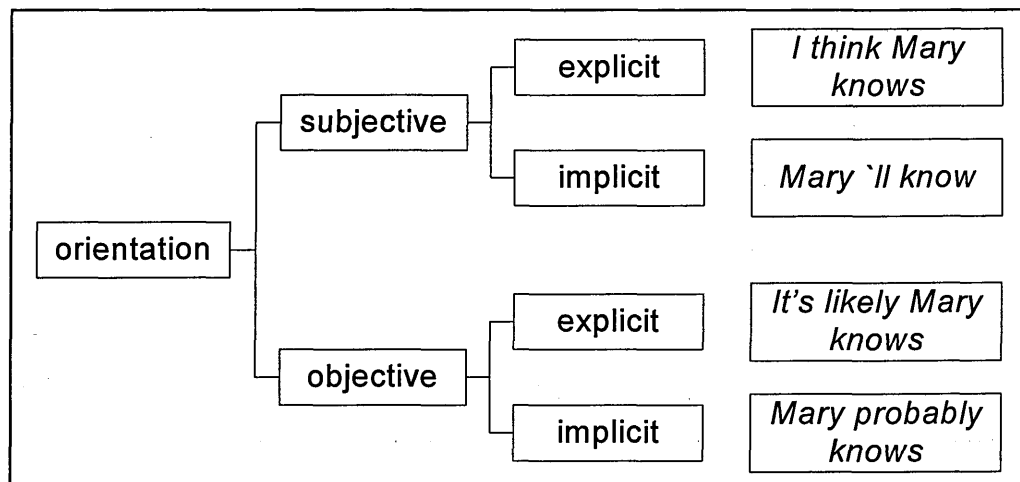 explicit
I think Mary
knows
subjective
implicit
Mary `ll know
orientation
explicit
It's likely Mary
knows
objective
implicit
Mary probably
knows